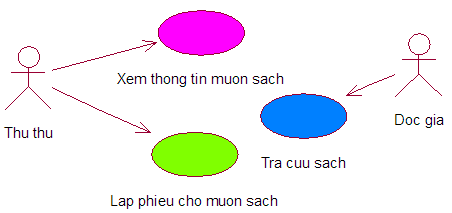 Xem thong tin muon sach
Thu thu
Doc gia
Tra cuu sach
Lap phieu cho muon sach